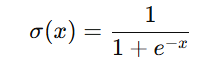 σ(x) = 1 / (1 + e^{-x})